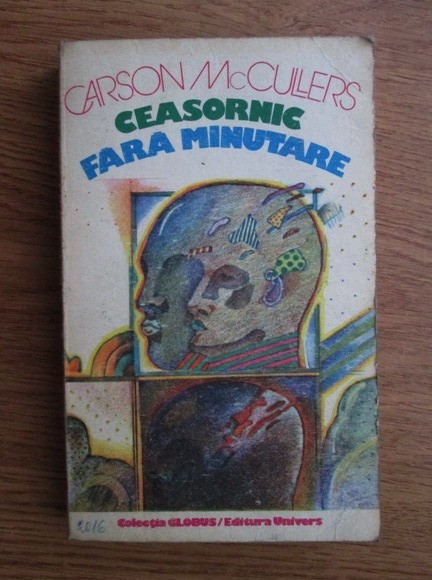 CARSON McCULLERS
CEASORNIC
FARA MINUTARE
Colecția GLOBUS/Editura Univers